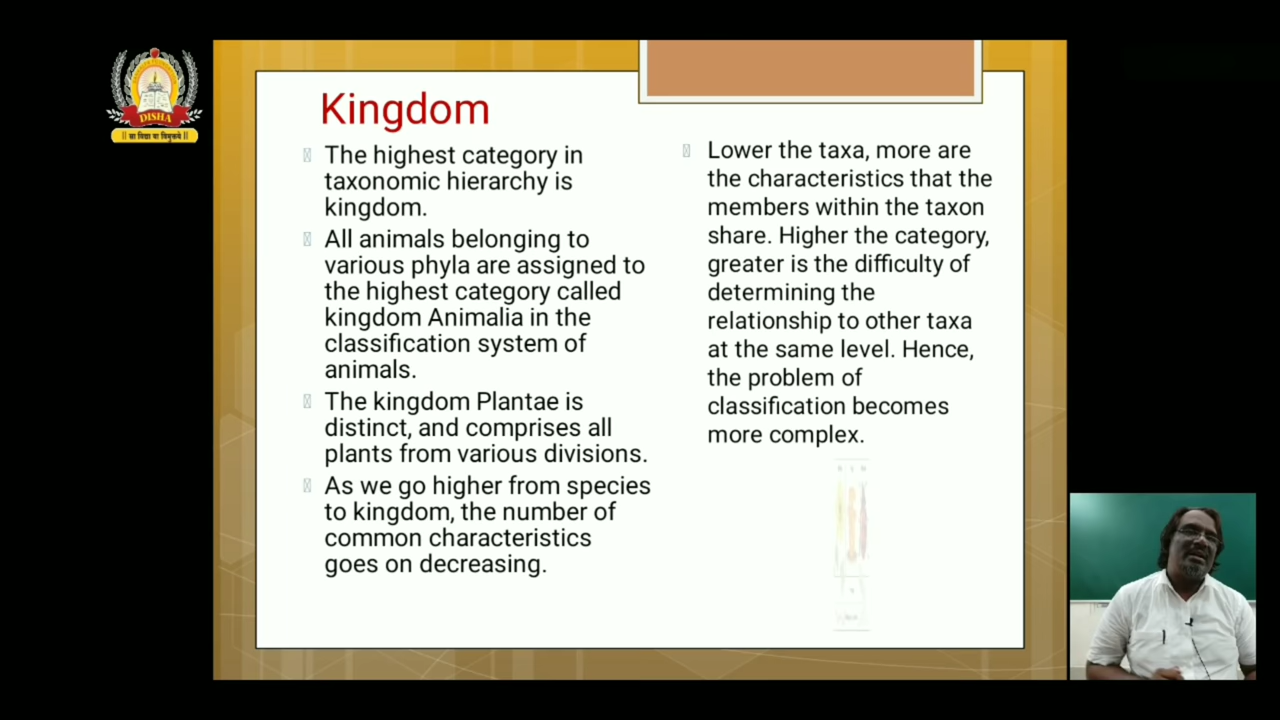 DISHA
|| सा विद्या या विमुक्तये ||
Kingdom
The highest category in
taxonomic hierarchy is
kingdom.
All animals belonging to
various phyla are assigned to
the highest category called
kingdom Animalia in the
classification system of
animals.
The kingdom Plantae is
distinct, and comprises all
plants from various divisions.
As we go higher from species
to kingdom, the number of
common characteristics
goes on decreasing.
Lower the taxa, more are
the characteristics that the
members within the taxon
share. Higher the category,
greater is the difficulty of
determining the
relationship to other taxa
at the same level. Hence,
the problem of
classification becomes
more complex.